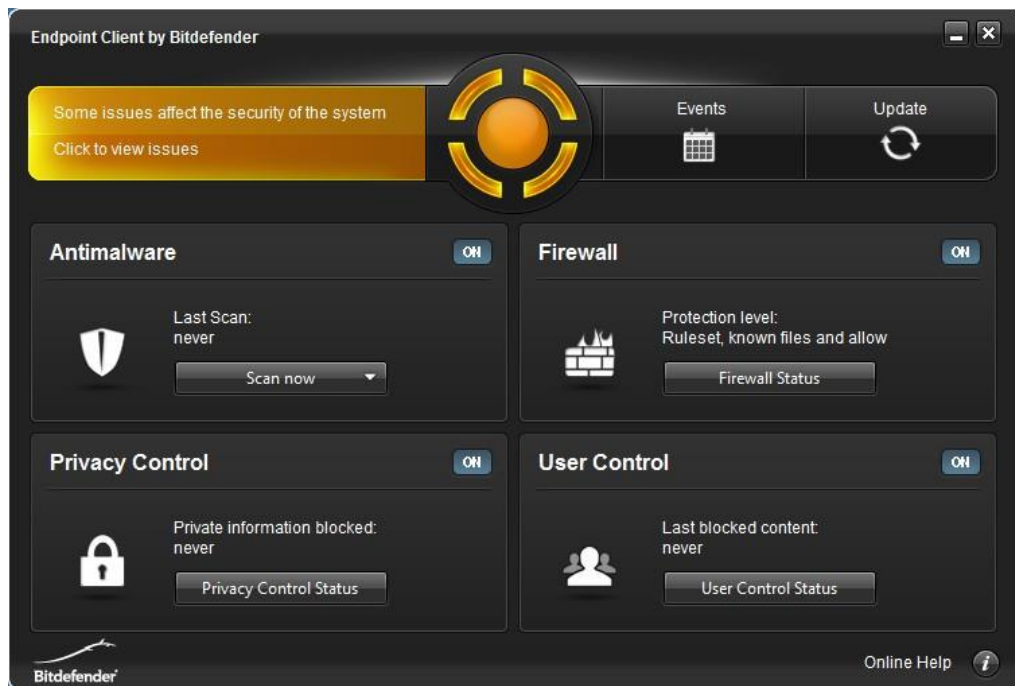 Endpoint Client by Bitdefender
Some issues affect the security of the system
Click to view issues
Events
Update
Antimalware
ON
Last Scan:
never
Scan now
Firewall
ON
Protection level:
Ruleset, known files and allow
Firewall Status
Privacy Control
ON
Private information blocked:
never
Privacy Control Status
User Control
ON
Last blocked content:
never
User Control Status
Bitdefender
Online Help
i